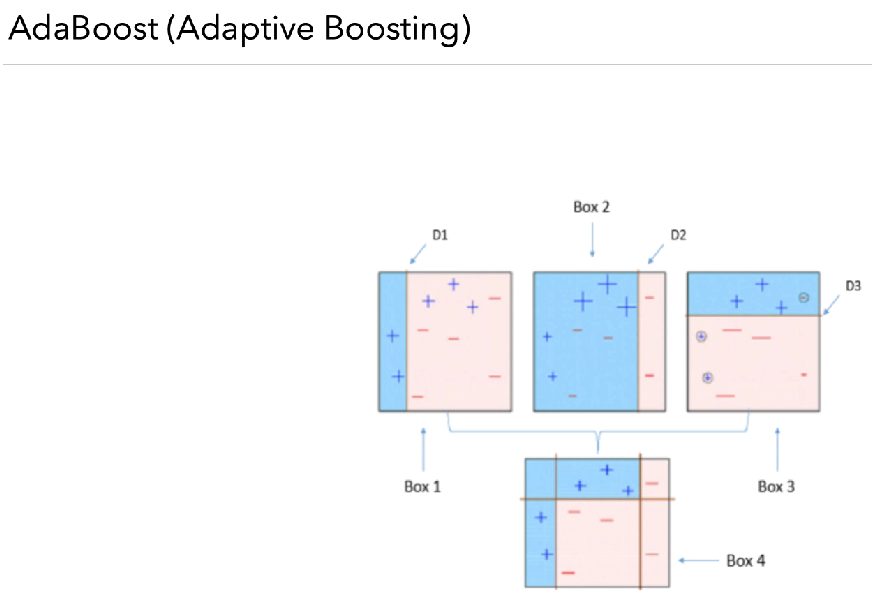 AdaBoost (Adaptive Boosting)
Box 2
D1
D2
D3
Box 1
Box 3
Box 4